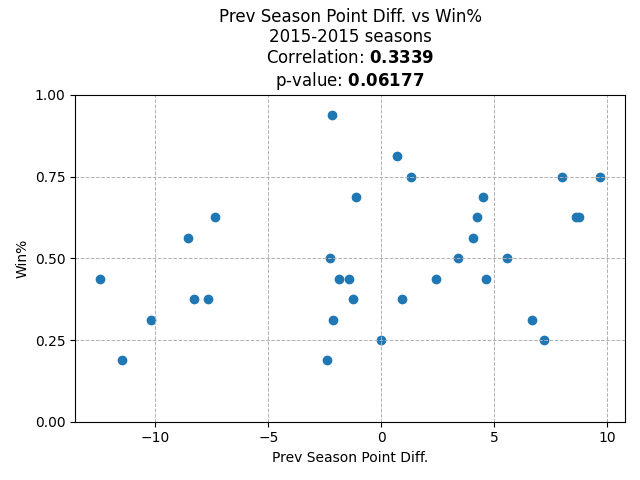 Prev Season Point Diff. vs Win%
2015-2015 seasons
Correlation: 0.3339
p-value: 0.06177
1.00
0.75
0.50
0.25
0.00
Win%
−10
−5
0
5
10
Prev Season Point Diff.